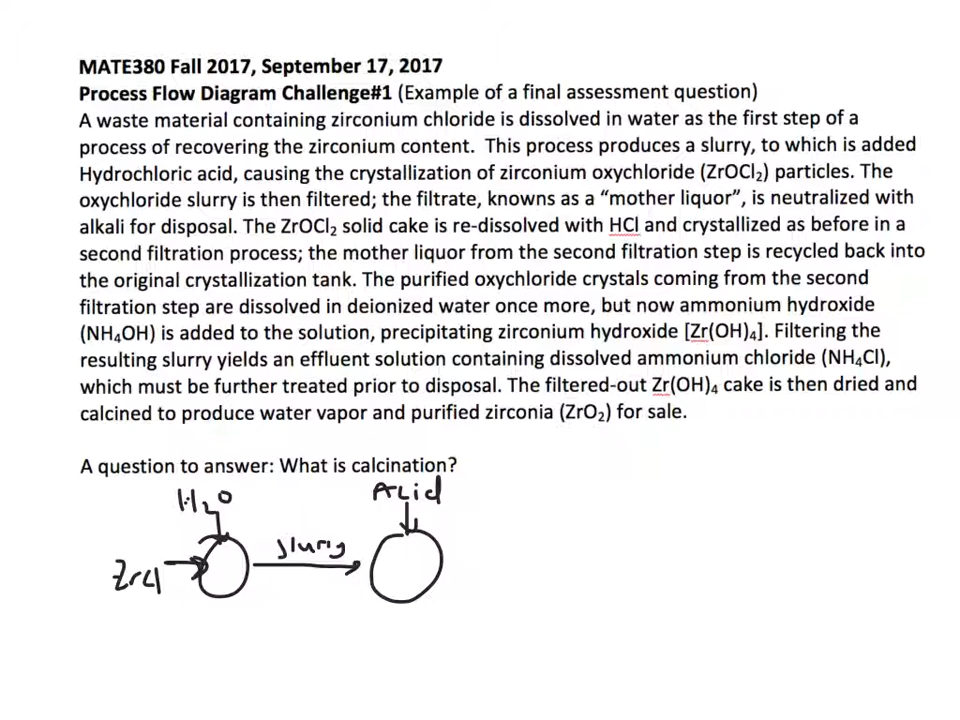 MATE380 Fall 2017, September 17, 2017
Process Flow Diagram Challenge#1 (Example of a final assessment question)
A waste material containing zirconium chloride is dissolved in water as the first step of a
process of recovering the zirconium content.  This process produces a slurry, to which is added
Hydrochloric acid, causing the crystallization of zirconium oxychloride (ZrOCl₂) particles. The
oxychloride slurry is then filtered; the filtrate, knowns as a “mother liquor”, is neutralized with
alkali for disposal. The ZrOCl₂ solid cake is re-dissolved with HCl and crystallized as before in a
second filtration process; the mother liquor from the second filtration step is recycled back into
the original crystallization tank. The purified oxychloride crystals coming from the second
filtration step are dissolved in deionized water once more, but now ammonium hydroxide
(NH₄OH) is added to the solution, precipitating zirconium hydroxide [Zr(OH)₄]. Filtering the
resulting slurry yields an effluent solution containing dissolved ammonium chloride (NH₄Cl),
which must be further treated prior to disposal. The filtered-out Zr(OH)₄ cake is then dried and
calcined to produce water vapor and purified zirconia (ZrO₂) for sale.
A question to answer: What is calcination?
H₂O
Acid
slurry
ZrCl